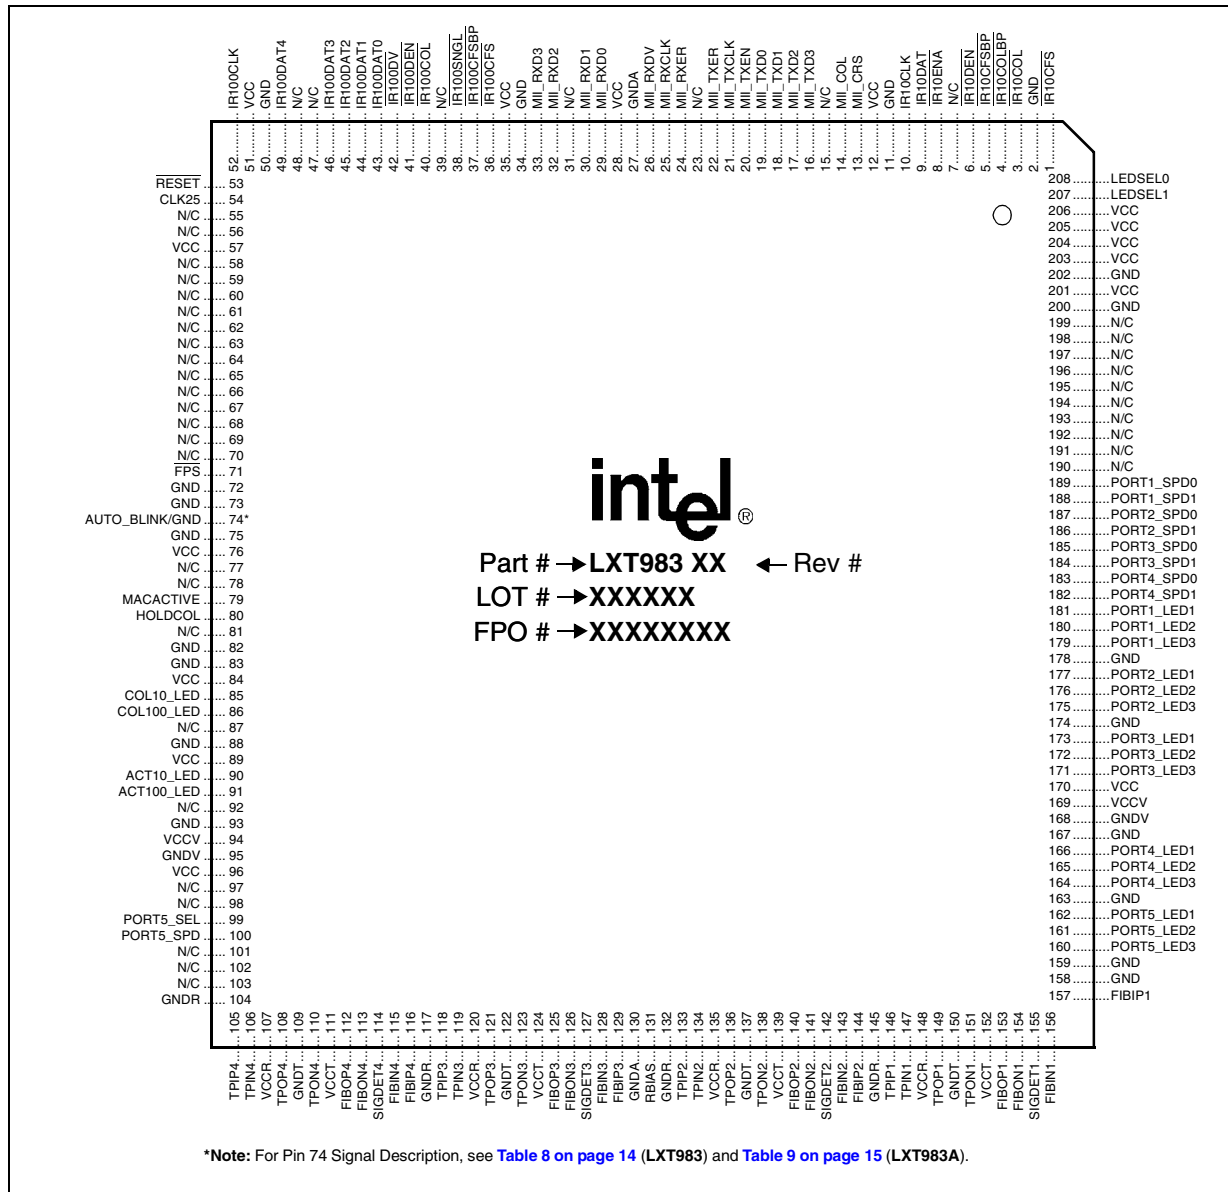 52 IR100CLK
51 VCC
50 GND
49 IR100DAT4
48 N/C
47 N/C
46 IR100DAT3
45 IR100DAT2
44 IR100DAT1
43 IR100DAT0
42 IR100DV
41 IR100DEN
40 IR100COL
39 N/C
38 IR100SNGL
37 IR100CFSBP
36 IR100CFS
35 VCC
34 GND
33 MII_RXD3
32 MII_RXD2
31 N/C
30 MII_RXD1
29 MII_RXD0
28 VCC
27 GNDA
26 MII_RXDV
25 MII_RXCLK
24 MII_RXER
23 N/C
22 MII_TXER
21 MII_TXCLK
20 MII_TXEN
19 MII_TXD0
18 MII_TXD1
17 MII_TXD2
16 MII_TXD3
15 N/C
14 MII_COL
13 MII_CRS
12 VCC
11 GND
10 IR10CLK
9 IR10DAT
8 IR10ENA
7 N/C
6 IR10DEN
5 IR10CFSBP
4 IR10COLBP
3 IR10COL
2 GND
1 IR10CFS
RESET 53
CLK25 54
N/C 55
N/C 56
VCC 57
N/C 58
N/C 59
N/C 60
N/C 61
N/C 62
N/C 63
N/C 64
N/C 65
N/C 66
N/C 67
N/C 68
N/C 69
N/C 70
FPS 71
GND 72
GND 73
AUTO_BLINK/GND 74*
GND 75
VCC 76
N/C 77
N/C 78
MACACTIVE 79
HOLDCOL 80
N/C 81
GND 82
GND 83
VCC 84
COL10_LED 85
COL100_LED 86
N/C 87
GND 88
VCC 89
ACT10_LED 90
ACT100_LED 91
N/C 92
GND 93
VCCV 94
GNDV 95
VCC 96
N/C 97
N/C 98
PORT5_SEL 99
PORT5_SPD 100
N/C 101
N/C 102
N/C 103
GNDR 104
intel®
Part # LXT983 XX Rev #
LOT # XXXXXX
FPO # XXXXXXXX
208 LEDSEL0
207 LEDSEL1
206 VCC
205 VCC
204 VCC
203 VCC
202 GND
201 VCC
200 GND
199 N/C
198 N/C
197 N/C
196 N/C
195 N/C
194 N/C
193 N/C
192 N/C
191 N/C
190 N/C
189 PORT1_SPD0
188 PORT1_SPD1
187 PORT2_SPD0
186 PORT2_SPD1
185 PORT3_SPD0
184 PORT3_SPD1
183 PORT4_SPD0
182 PORT4_SPD1
181 PORT1_LED1
180 PORT1_LED2
179 PORT1_LED3
178 GND
177 PORT2_LED1
176 PORT2_LED2
175 PORT2_LED3
174 GND
173 PORT3_LED1
172 PORT3_LED2
171 PORT3_LED3
170 VCC
169 VCCV
168 GNDV
167 GND
166 PORT4_LED1
165 PORT4_LED2
164 PORT4_LED3
163 GND
162 PORT5_LED1
161 PORT5_LED2
160 PORT5_LED3
159 GND
158 GND
157 FIBIP1
TPIP4 105
TPIN4 106
VCCR 107
TPOP4 108
GNDT 109
TPON4 110
VCCT 111
FIBOP4 112
FIBON4 113
SIGDET4 114
FIBIN4 115
FIBIP4 116
GNDR 117
TPIP3 118
TPIN3 119
VCCR 120
TPOP3 121
GNDT 122
TPON3 123
VCCT 124
FIBOP3 125
FIBON3 126
SIGDET3 127
FIBIN3 128
FIBIP3 129
GNDA 130
RBIAS 131
GNDR 132
TPIP2 133
TPIN2 134
VCCR 135
TPOP2 136
GNDT 137
TPON2 138
VCCT 139
FIBOP2 140
FIBON2 141
SIGDET2 142
FIBIN2 143
FIBIP2 144
GNDR 145
TPIP1 146
TPIN1 147
VCCR 148
TPOP1 149
GNDT 150
TPON1 151
VCCT 152
FIBOP1 153
FIBON1 154
SIGDET1 155
FIBIN1 156
*Note: For Pin 74 Signal Description, see Table 8 on page 14 (LXT983) and Table 9 on page 15 (LXT983A).